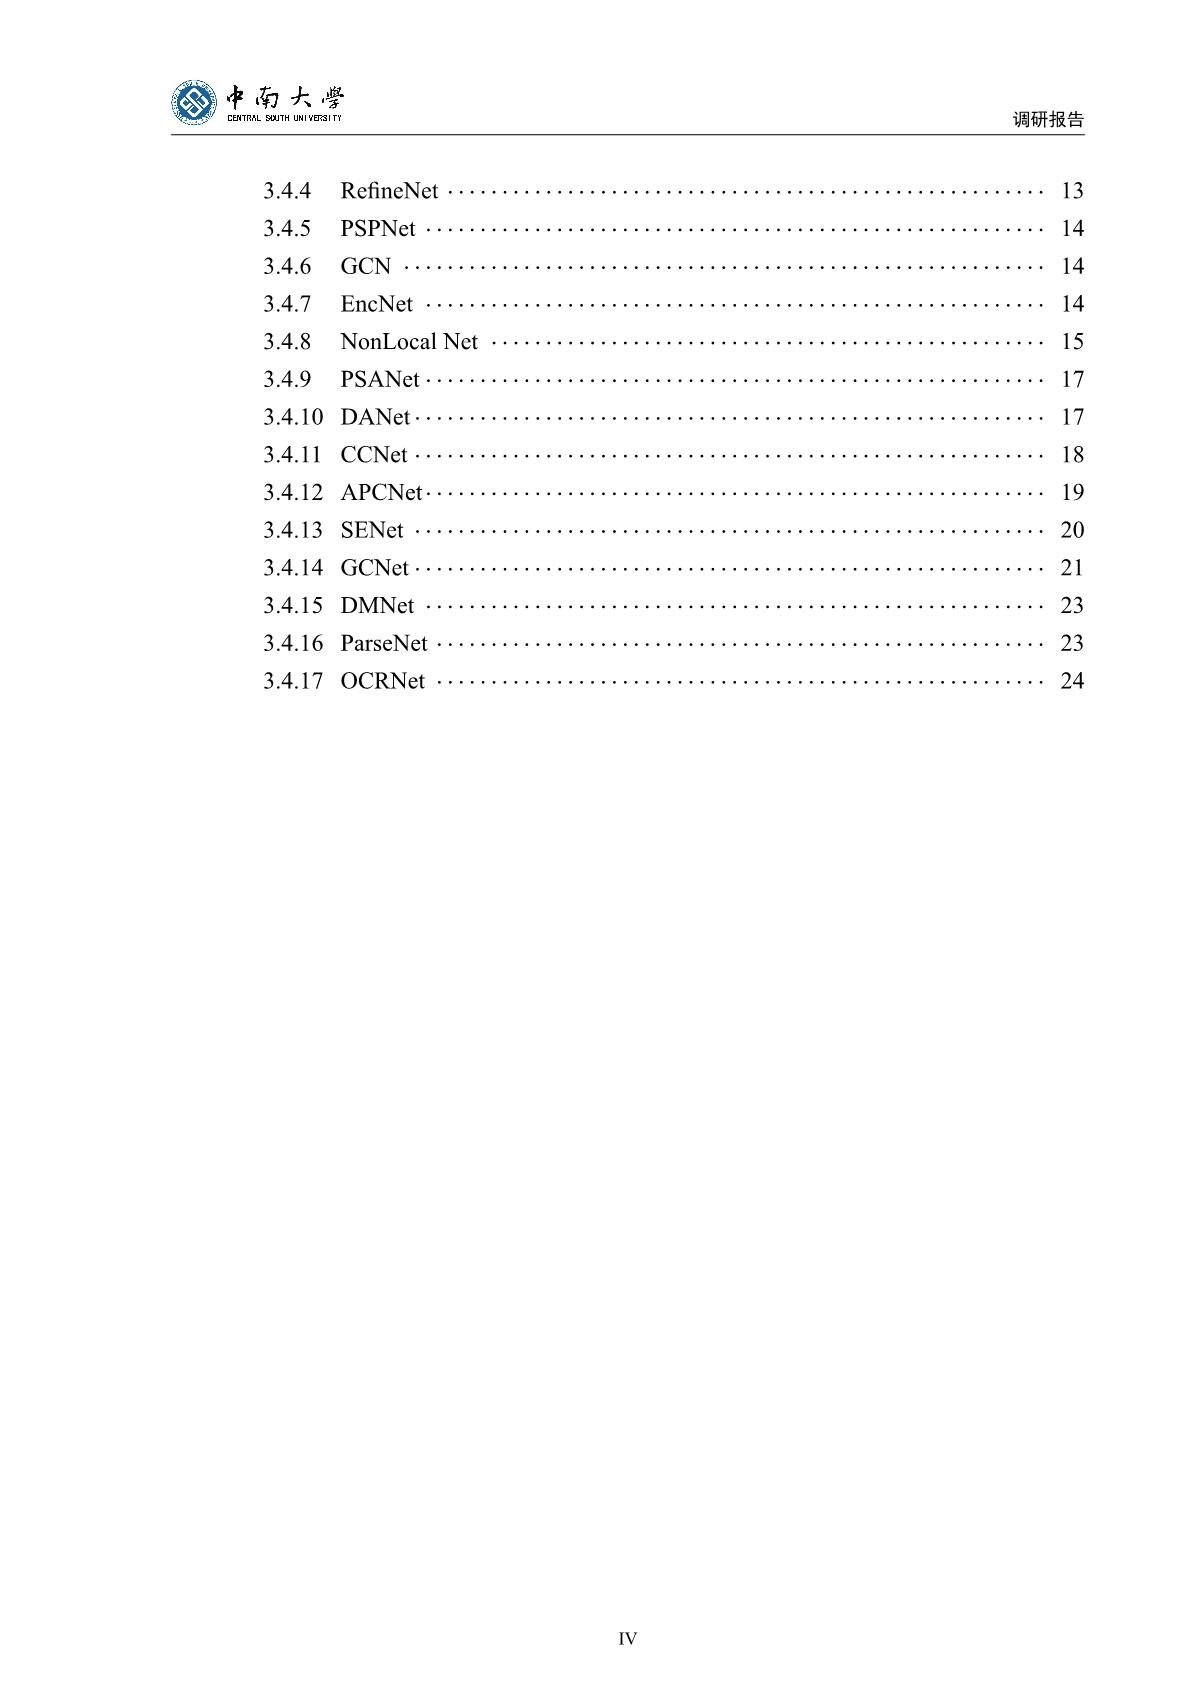 中南大學
CENTRAL SOUTH UNIVERSITY
调研报告
3.4.4 RefineNet ······················································· 13
3.4.5 PSPNet ························································· 14
3.4.6 GCN ··························································· 14
3.4.7 EncNet ························································· 14
3.4.8 NonLocal Net ··················································· 15
3.4.9 PSANet ························································· 17
3.4.10 DANet ·························································· 17
3.4.11 CCNet ·························································· 18
3.4.12 APCNet ························································· 19
3.4.13 SENet ·························································· 20
3.4.14 GCNet ·························································· 21
3.4.15 DMNet ························································· 23
3.4.16 ParseNet ························································ 23
3.4.17 OCRNet ························································ 24
IV